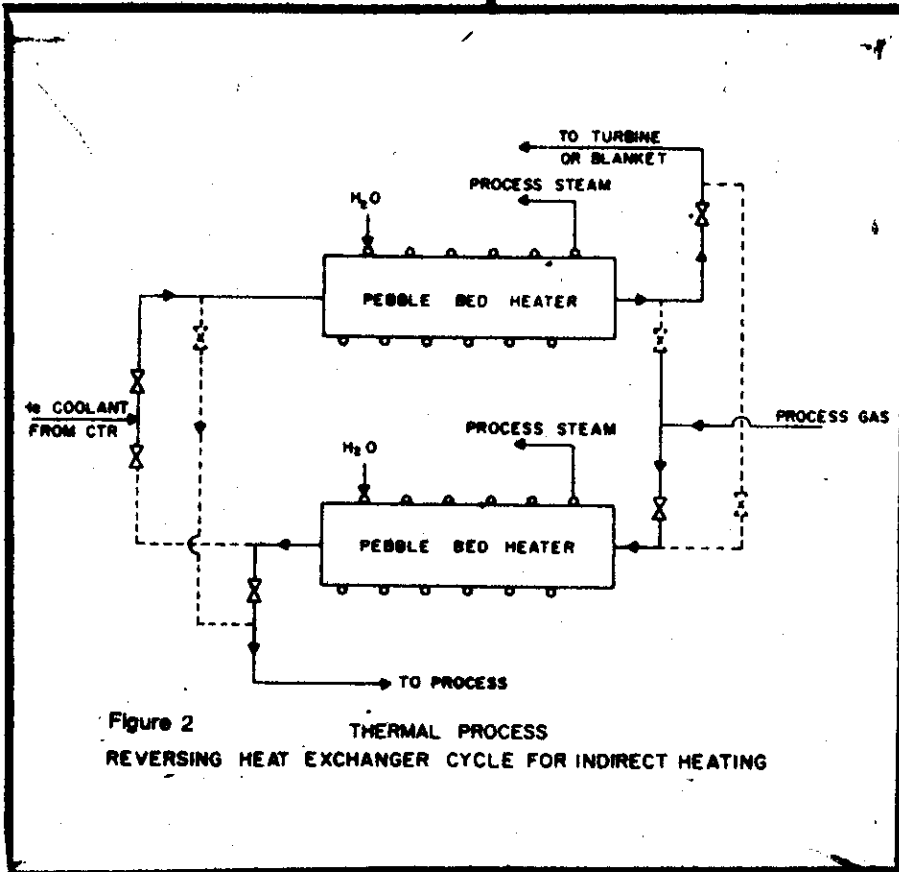 TO TURBINE
OR BLANKET
PROCESS STEAM
H₂O
PEBBLE BED HEATER
COOLANT
FROM CTR
PROCESS GAS
PROCESS STEAM
H₂O
PEBBLE BED HEATER
TO PROCESS
Figure 2
THERMAL PROCESS
REVERSING HEAT EXCHANGER CYCLE FOR INDIRECT HEATING